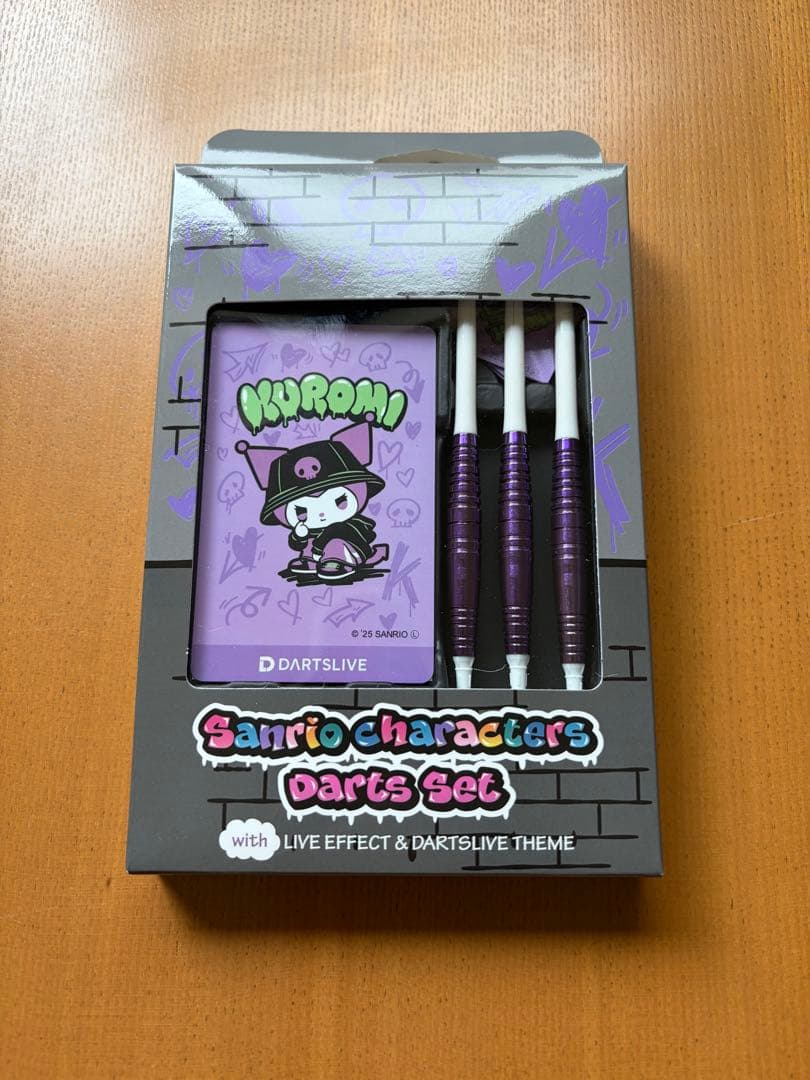 KUROMI
K
© '25 SANRIO Ⓛ
DARTSLIVE
Sanrio characters
Darts Set
with LIVE EFFECT & DARTSLIVE THEME